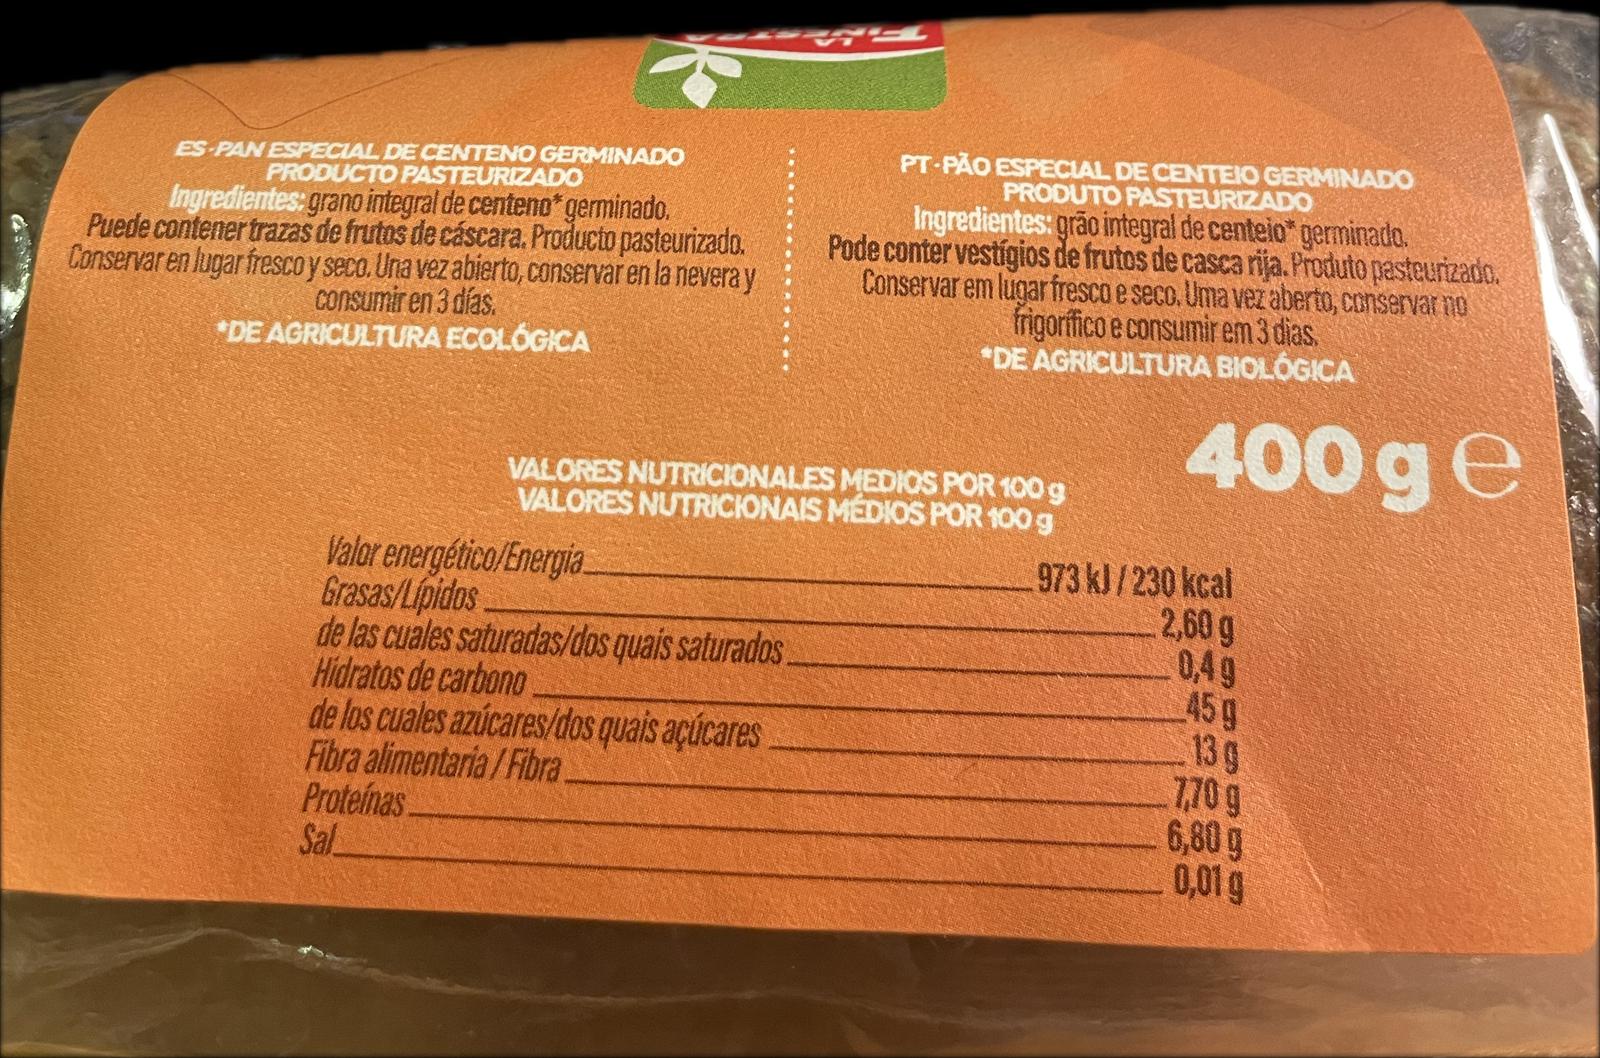 LA
FINESTRA
ES-PAN ESPECIAL DE CENTENO GERMINADO
PRODUCTO PASTEURIZADO
Ingredientes: grano integral de centeno* germinado.
Puede contener trazas de frutos de cáscara. Producto pasteurizado.
Conservar en lugar fresco y seco. Una vez abierto, conservar en la nevera y
consumir en 3 días.
*DE AGRICULTURA ECOLÓGICA
PT-PÃO ESPECIAL DE CENTEIO GERMINADO
PRODUTO PASTEURIZADO
Ingredientes: grão integral de centeio* germinado.
Pode conter vestígios de frutos de casca rija. Produto pasteurizado.
Conservar em lugar fresco e seco. Uma vez aberto, conservar no
frigorífico e consumir em 3 dias.
*DE AGRICULTURA BIOLÓGICA
400 g e
VALORES NUTRICIONALES MEDIOS POR 100 g
VALORES NUTRICIONAIS MÉDIOS POR 100 g
Valor energético/Energia 973 kJ / 230 kcal
Grasas/Lípidos 2,60 g
de las cuales saturadas/dos quais saturados 0,4 g
Hidratos de carbono 45 g
de los cuales azúcares/dos quais açúcares 13 g
Fibra alimentaria / Fibra 7,70 g
Proteínas 6,80 g
Sal 0,01 g